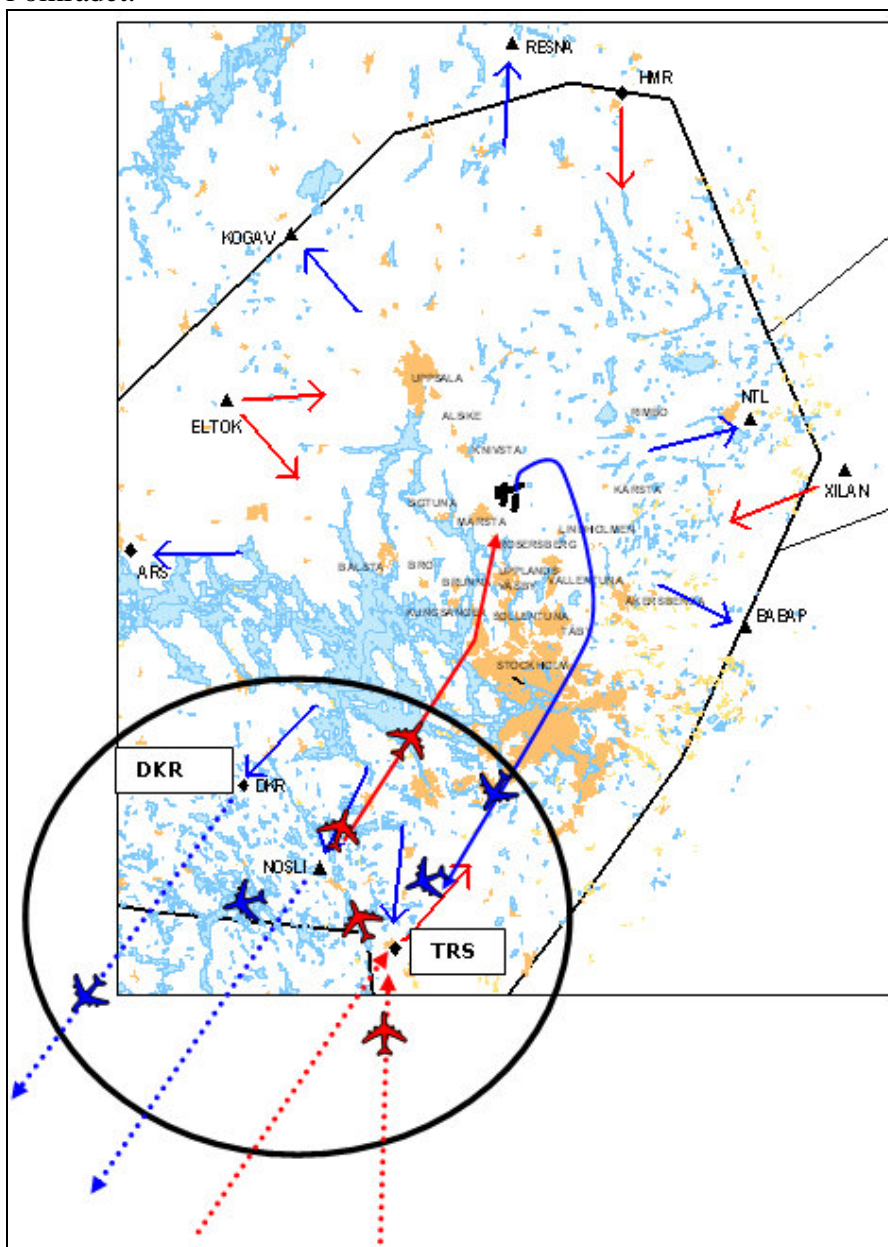 RESNA
HMR
KOGAV
UPPSALA
ALSIKE
RIMBO
NTL
ELTOK
KNIVSTA
XILAN
SIGTUNA
KARSTA
MARSTA
LINDHOLMEN
ROSERSBERG
ARS
BALSTA
BRO
UPPLANDS
VASBY
VALLENTUNA
BRUNNA
KUNGSANGEN
SOLLENTUNA
AKERSBERGA
TABY
BABAP
STOCKHOLM
DKR
DKR
NOSLI
TRS